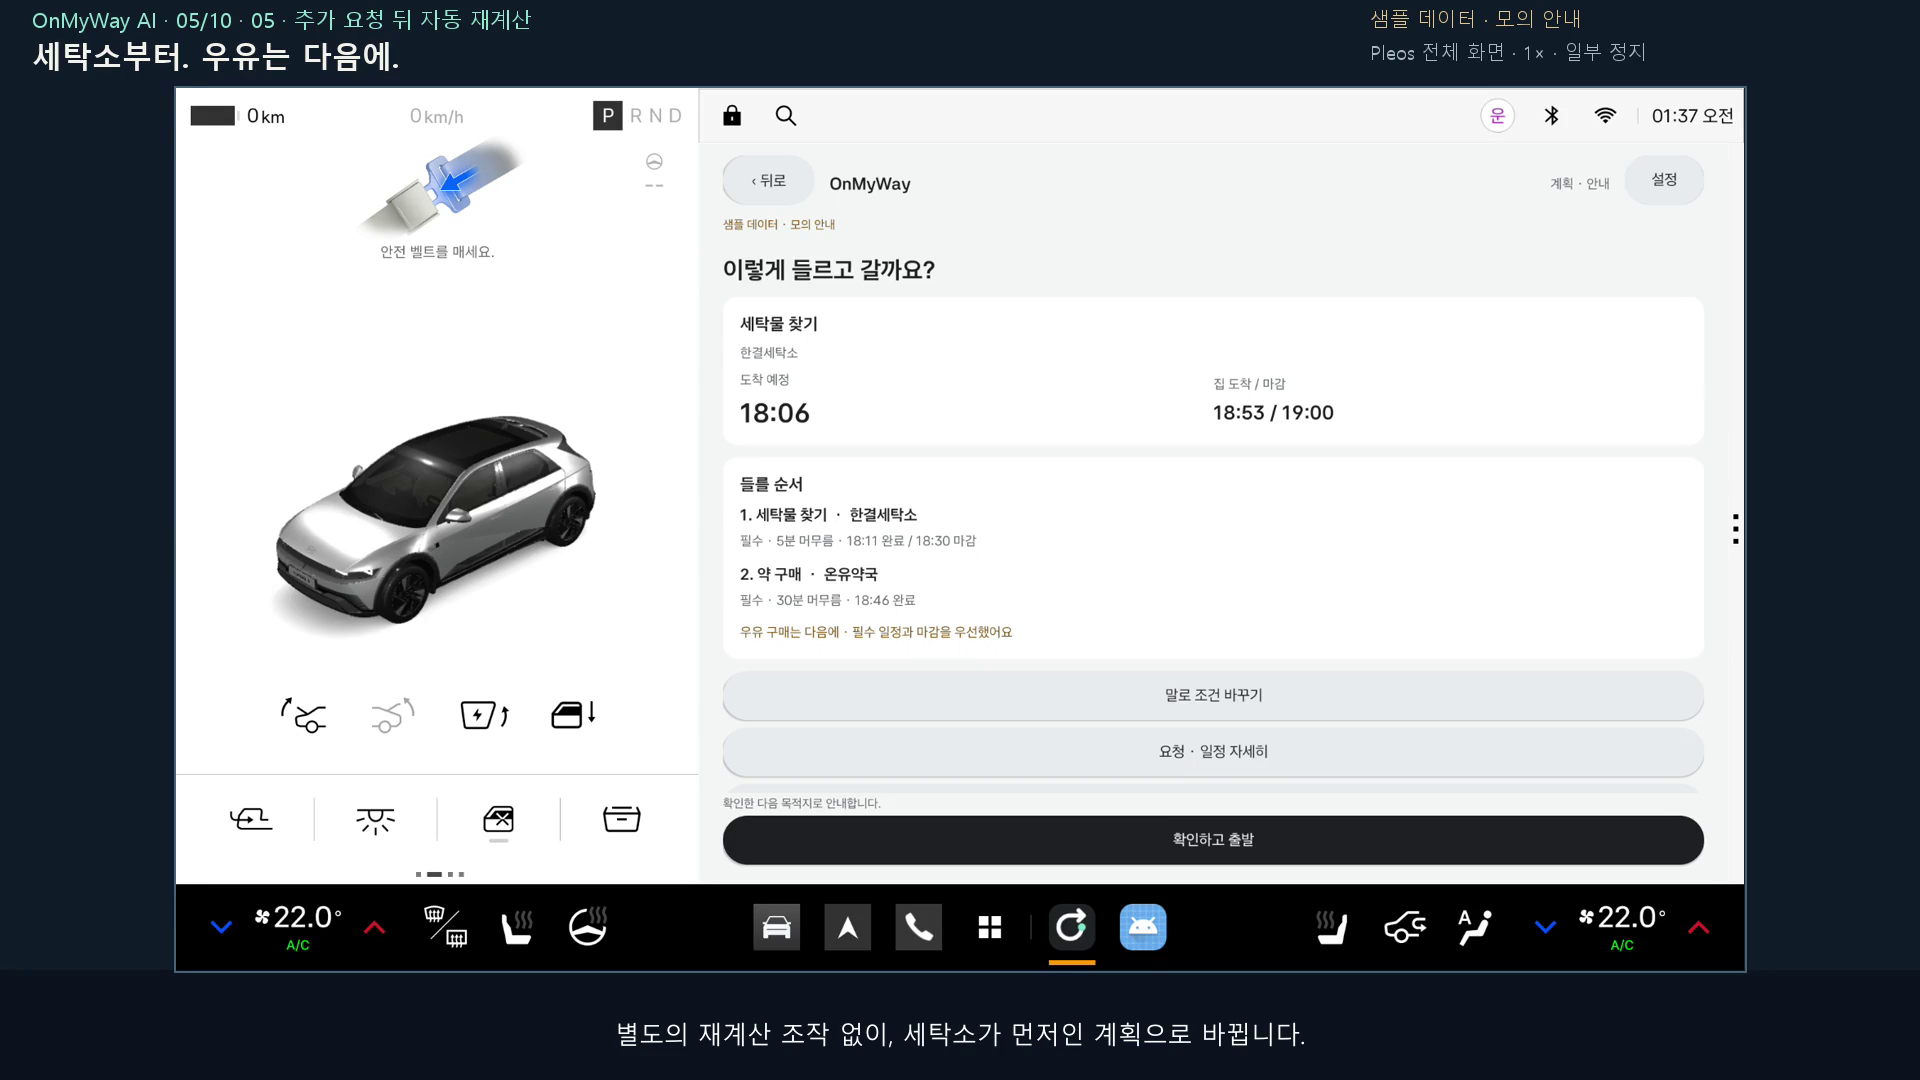 OnMyWay AI · 05/10 · 05 · 추가 요청 뒤 자동 재계산
세탁소부터. 우유는 다음에.
샘플 데이터 · 모의 안내
Pleos 전체 화면 · 1× · 일부 정지
0 km
0 km/h
P R N D
안전 벨트를 매세요.
운
01:37 오전
‹ 뒤로
OnMyWay
계획 · 안내
설정
샘플 데이터 · 모의 안내
이렇게 들르고 갈까요?
세탁물 찾기
한결세탁소
도착 예정
18:06
집 도착 / 마감
18:53 / 19:00
들를 순서
1. 세탁물 찾기 · 한결세탁소
필수 · 5분 머무름 · 18:11 완료 / 18:30 마감
2. 약 구매 · 온유약국
필수 · 30분 머무름 · 18:46 완료
우유 구매는 다음에 · 필수 일정과 마감을 우선했어요
말로 조건 바꾸기
요청 · 일정 자세히
확인한 다음 목적지로 안내합니다.
확인하고 출발
22.0°
A/C
A
22.0°
A/C
별도의 재계산 조작 없이, 세탁소가 먼저인 계획으로 바뀝니다.